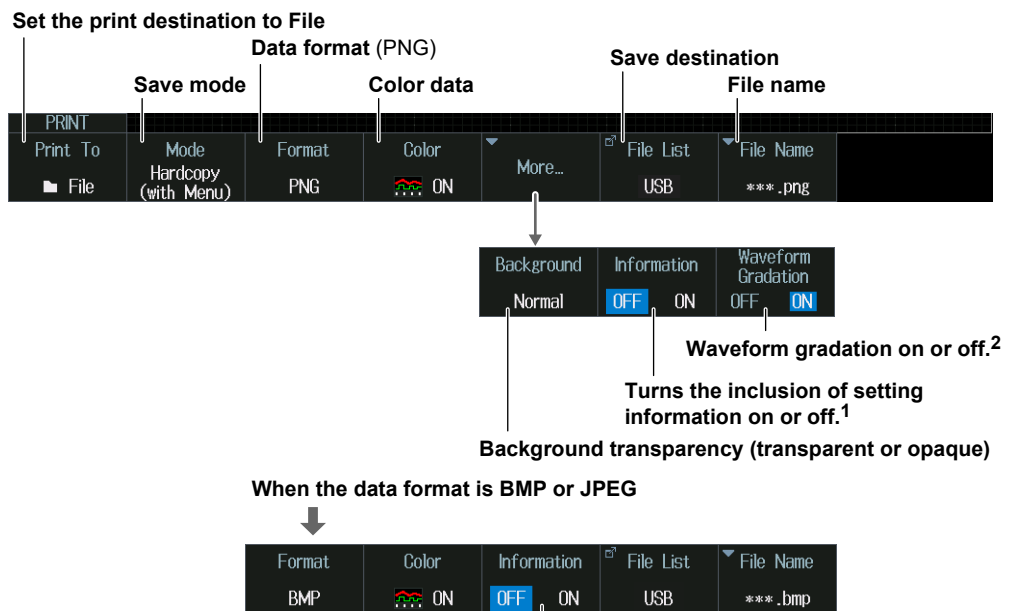 Set the print destination to File
Data format (PNG)
Save destination
Save mode
Color data
File name
PRINT
Print To
Mode
Format
Color
More...
File List
File Name
File
Hardcopy
(with Menu)
PNG
ON
USB
***.png
Background
Information
Waveform
Gradation
Normal
OFF ON
OFF ON
Waveform gradation on or off.2
Turns the inclusion of setting
information on or off.1
Background transparency (transparent or opaque)
When the data format is BMP or JPEG
Format
Color
Information
File List
File Name
BMP
ON
OFF ON
USB
***.bmp